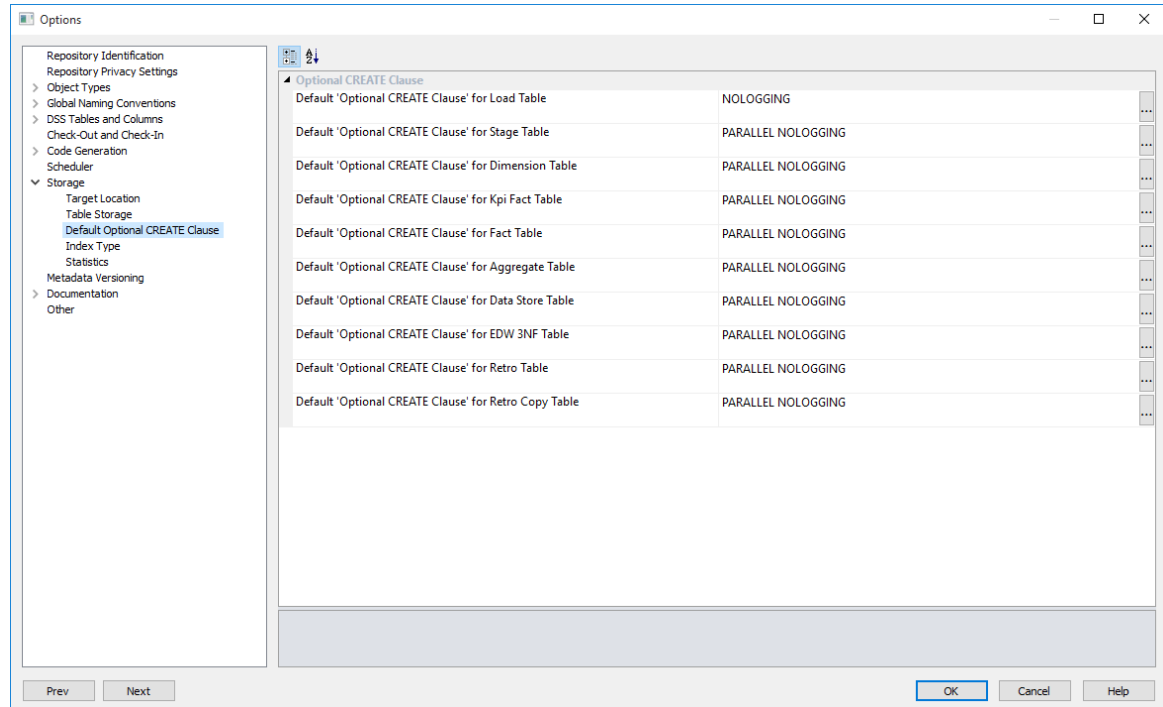 Options
Repository Identification
Repository Privacy Settings
Object Types
Global Naming Conventions
DSS Tables and Columns
Check-Out and Check-In
Code Generation
Scheduler
Storage
Target Location
Table Storage
Default Optional CREATE Clause
Index Type
Statistics
Metadata Versioning
Documentation
Other
Optional CREATE Clause
Default 'Optional CREATE Clause' for Load Table NOLOGGING ...
Default 'Optional CREATE Clause' for Stage Table PARALLEL NOLOGGING ...
Default 'Optional CREATE Clause' for Dimension Table PARALLEL NOLOGGING ...
Default 'Optional CREATE Clause' for Kpi Fact Table PARALLEL NOLOGGING ...
Default 'Optional CREATE Clause' for Fact Table PARALLEL NOLOGGING ...
Default 'Optional CREATE Clause' for Aggregate Table PARALLEL NOLOGGING ...
Default 'Optional CREATE Clause' for Data Store Table PARALLEL NOLOGGING ...
Default 'Optional CREATE Clause' for EDW 3NF Table PARALLEL NOLOGGING ...
Default 'Optional CREATE Clause' for Retro Table PARALLEL NOLOGGING ...
Default 'Optional CREATE Clause' for Retro Copy Table PARALLEL NOLOGGING ...
Prev Next OK Cancel Help